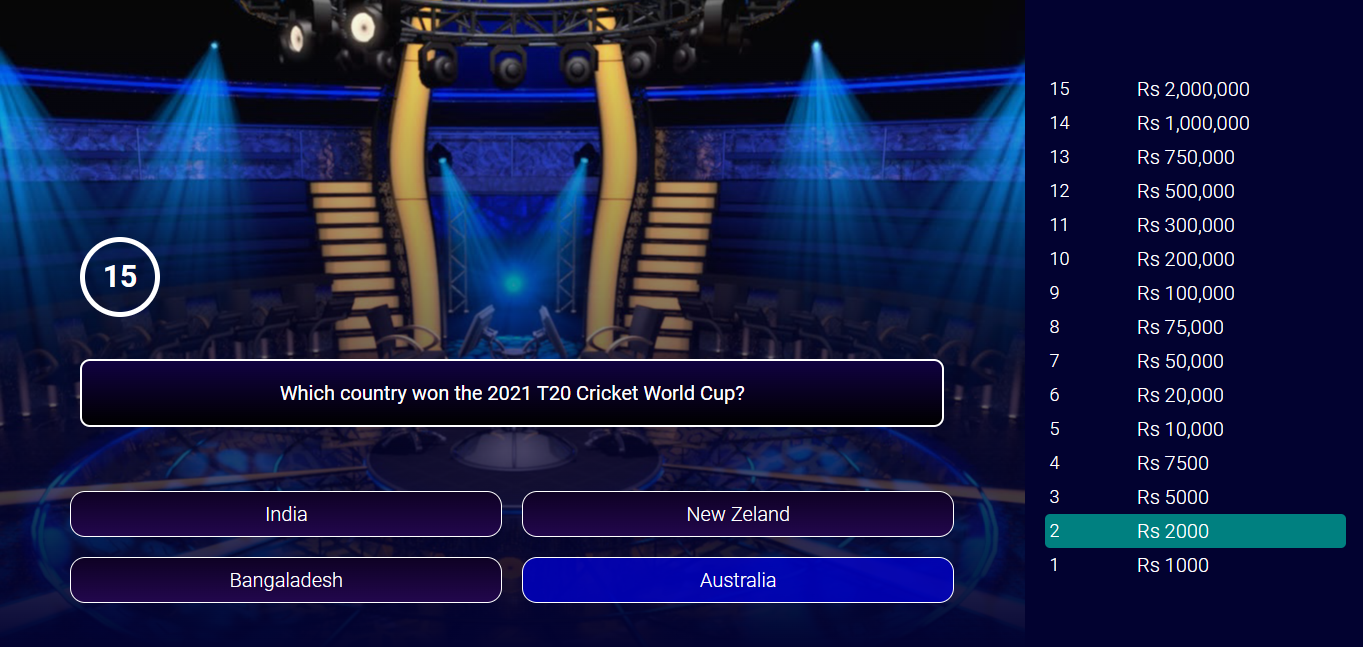 15
Which country won the 2021 T20 Cricket World Cup?
India
New Zeland
Bangaladesh
Australia
15 Rs 2,000,000
14 Rs 1,000,000
13 Rs 750,000
12 Rs 500,000
11 Rs 300,000
10 Rs 200,000
9 Rs 100,000
8 Rs 75,000
7 Rs 50,000
6 Rs 20,000
5 Rs 10,000
4 Rs 7500
3 Rs 5000
2 Rs 2000
1 Rs 1000